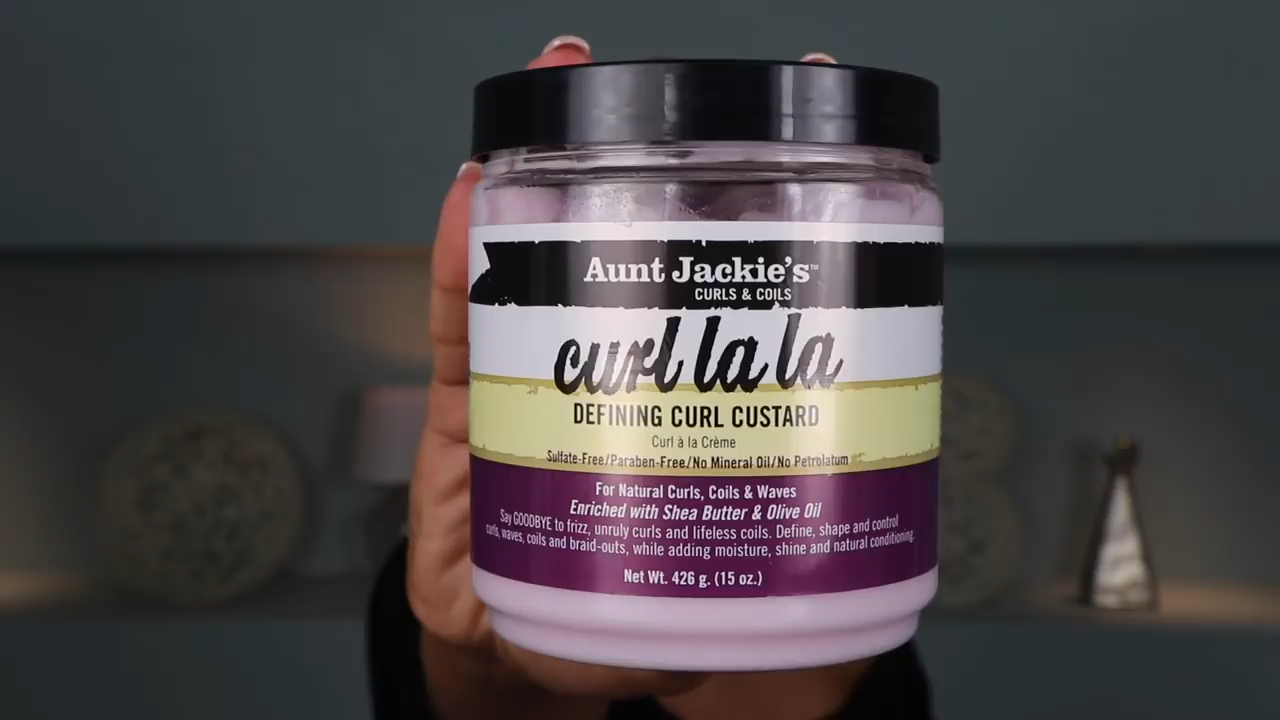 Aunt Jackie's™
CURLS & COILS
curl la la
DEFINING CURL CUSTARD
Curl à la Crème
Sulfate-Free/Paraben-Free/No Mineral Oil/No Petrolatum
For Natural Curls, Coils & Waves
Enriched with Shea Butter & Olive Oil
Say GOODBYE to frizz, unruly curls and lifeless coils. Define, shape and control
curls, waves, coils and braid-outs, while adding moisture, shine and natural conditioning.
Net Wt. 426 g. (15 oz.)